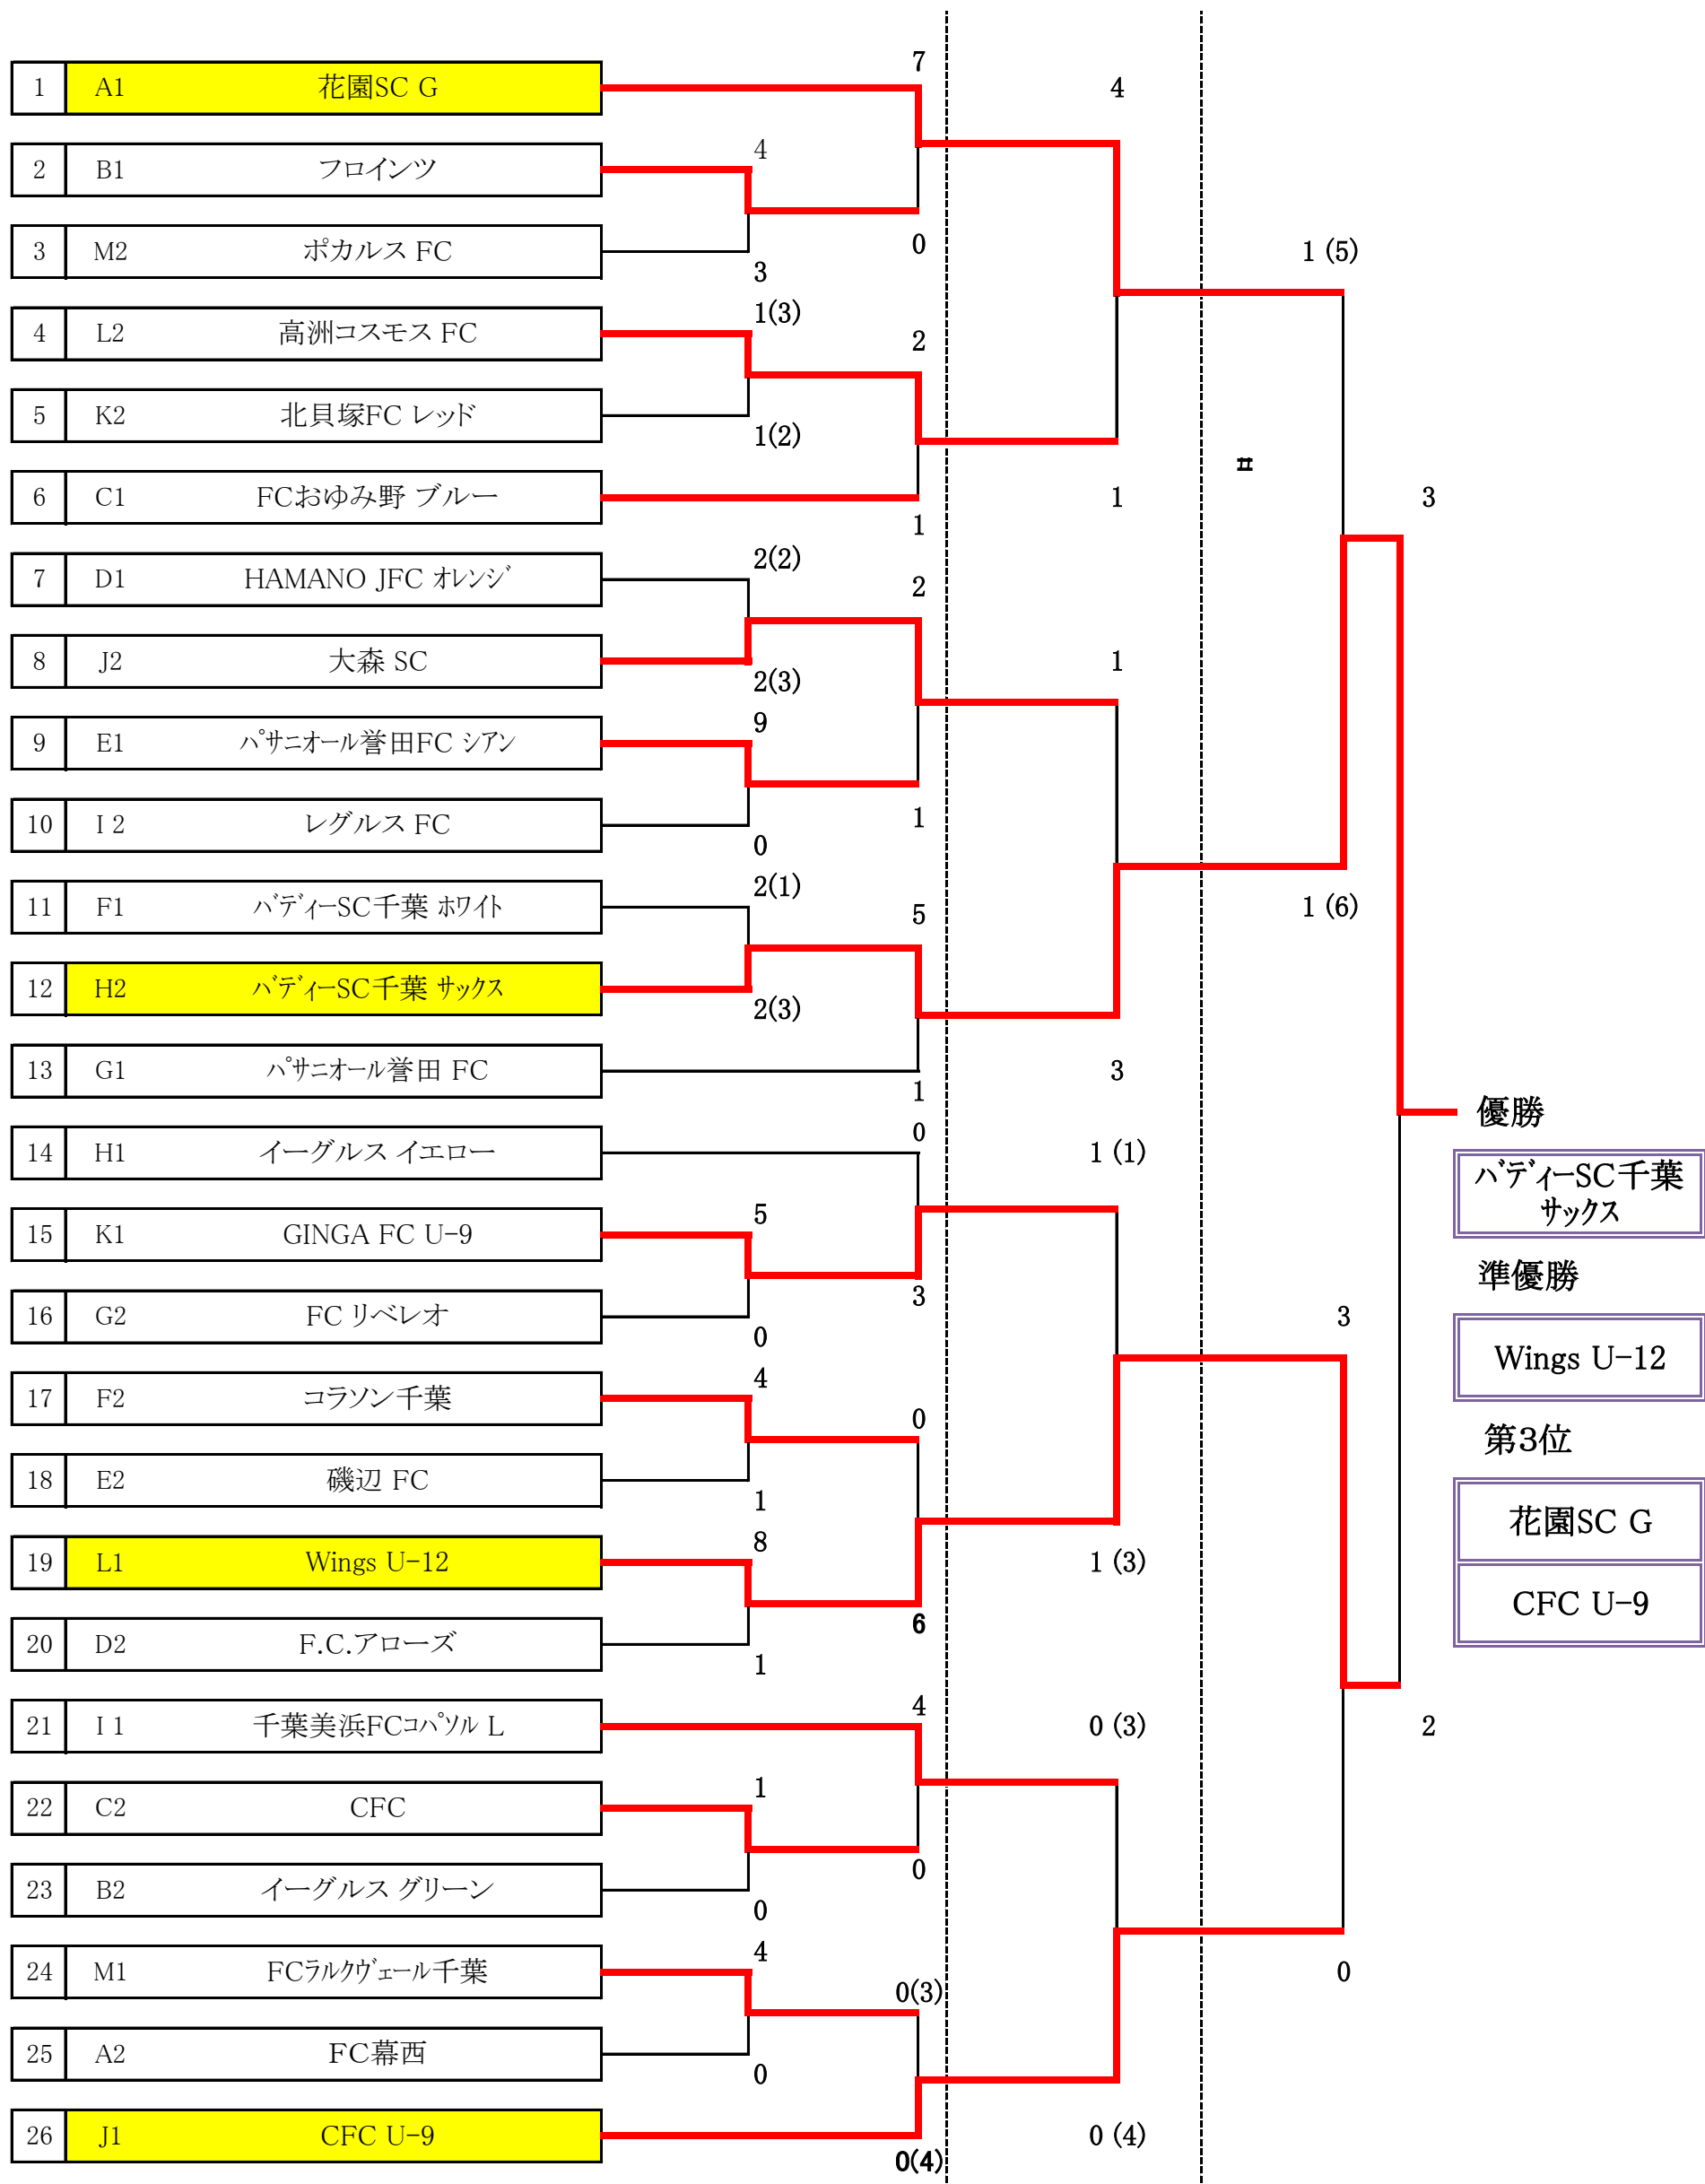 7
1 A1 花園SC G
4
4
2 B1 フロインツ
3 M2 ポカルス FC
0
1 (5)
3
4 L2 高洲コスモス FC
1(3)
2
5 K2 北貝塚FC レッド
1(2)
6 C1 FCおゆみ野 ブルー
1
1
3
2(2)
7 D1 HAMANO JFC オレンジ
2
8 J2 大森 SC
1
2(3)
9 E1 パサニオール誉田FC シアン
9
10 I 2 レグルス FC
1
0
2(1)
11 F1 バディーSC千葉 ホワイト
5
1 (6)
12 H2 バディーSC千葉 サックス
2(3)
13 G1 パサニオール誉田 FC
3
1
優勝
0
14 H1 イーグルス イエロー
1 (1)
バディーSC千葉
サックス
15 K1 GINGA FC U-9
5
準優勝
3
16 G2 FC リベレオ
3
0
Wings U-12
17 F2 コラソン千葉
4
0
第3位
18 E2 磯辺 FC
1
花園SC G
8
19 L1 Wings U-12
1 (3)
CFC U-9
6
20 D2 F.C.アローズ
1
4
21 I 1 千葉美浜FCコパソル L
0 (3)
2
1
22 C2 CFC
0
23 B2 イーグルス グリーン
0
4
24 M1 FCラルクヴェール千葉
0
0(3)
25 A2 FC幕西
0
26 J1 CFC U-9
0 (4)
0(4)